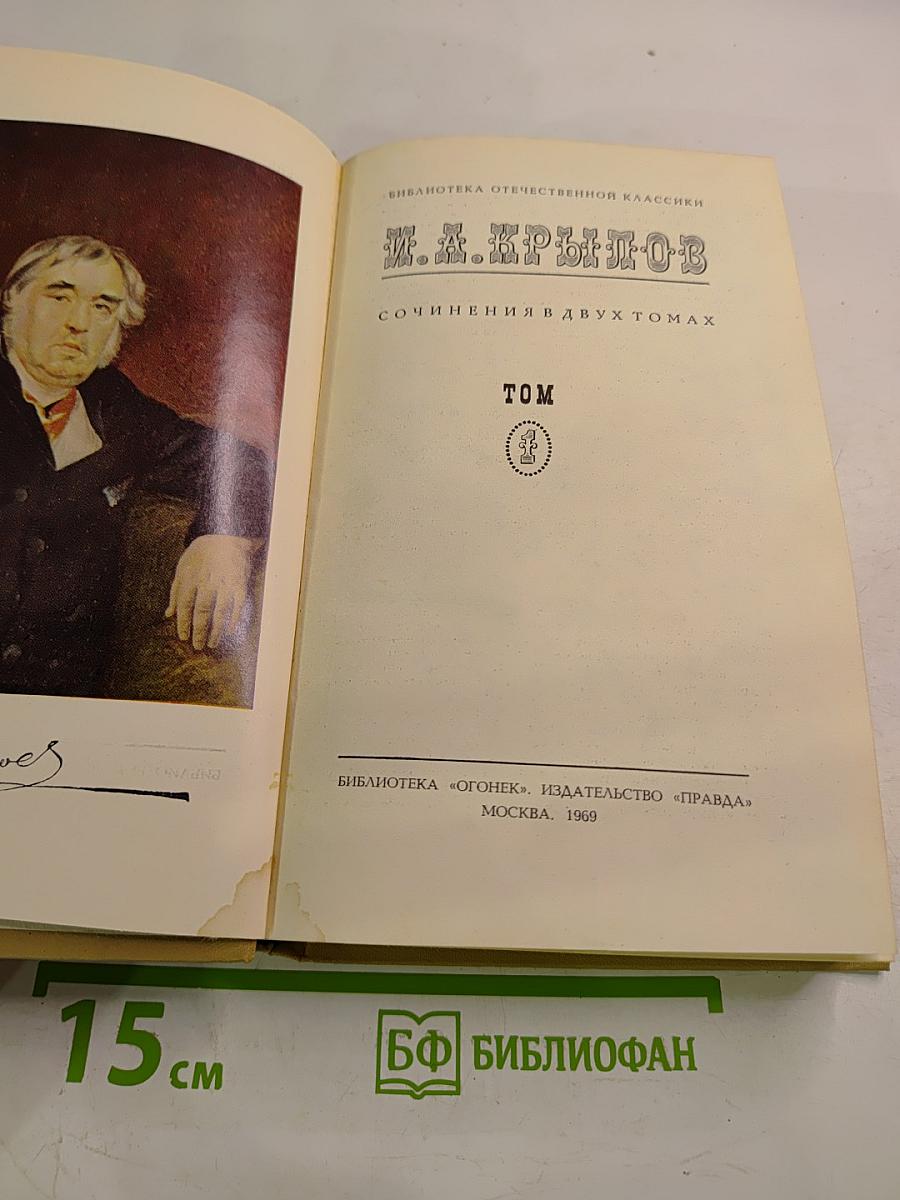 БИБЛИОТЕКА ОТЕЧЕСТВЕННОЙ КЛАССИКИ
И.А.КРЫЛОВ
СОЧИНЕНИЯ В ДВУХ ТОМАХ
ТОМ
1
БИБЛИОТЕКА «ОГОНЕК». ИЗДАТЕЛЬСТВО «ПРАВДА»
МОСКВА. 1969
15 см
БФ БИБЛИОФАН